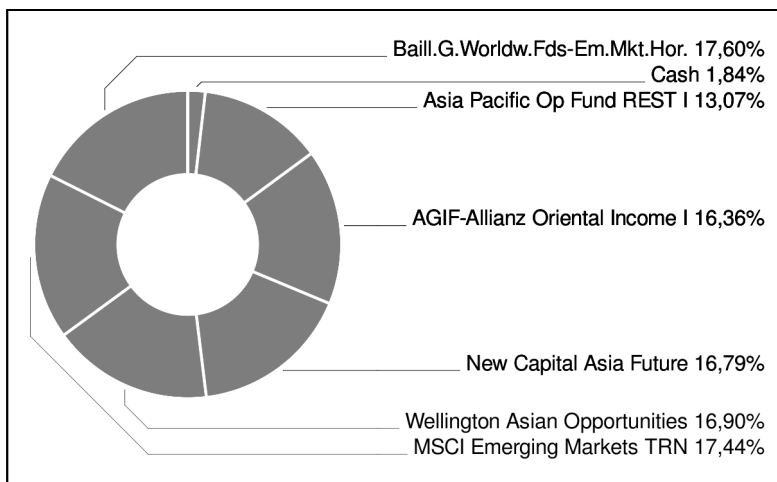 Baill.G.Worldw.Fds-Em.Mkt.Hor. 17,60%
Cash 1,84%
Asia Pacific Op Fund REST I 13,07%
AGIF-Allianz Oriental Income I 16,36%
New Capital Asia Future 16,79%
Wellington Asian Opportunities 16,90%
MSCI Emerging Markets TRN 17,44%